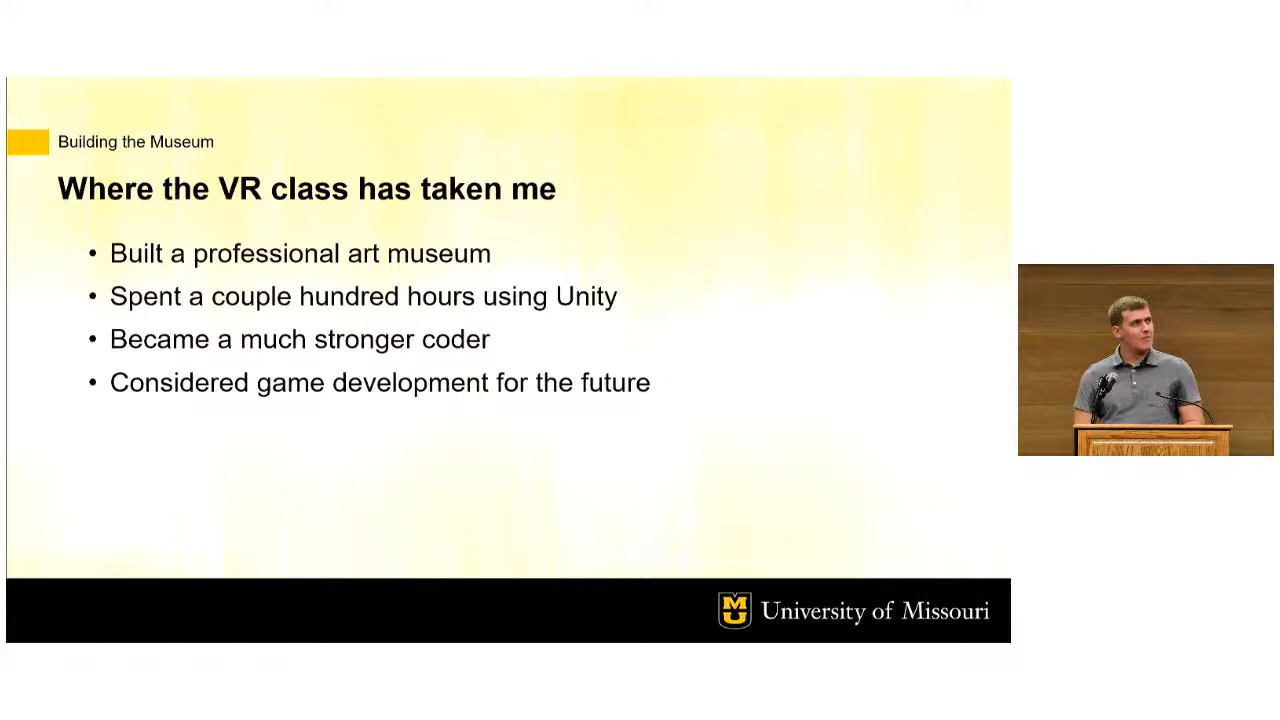 Building the Museum
Where the VR class has taken me
• Built a professional art museum
• Spent a couple hundred hours using Unity
• Became a much stronger coder
• Considered game development for the future
MU
University of Missouri